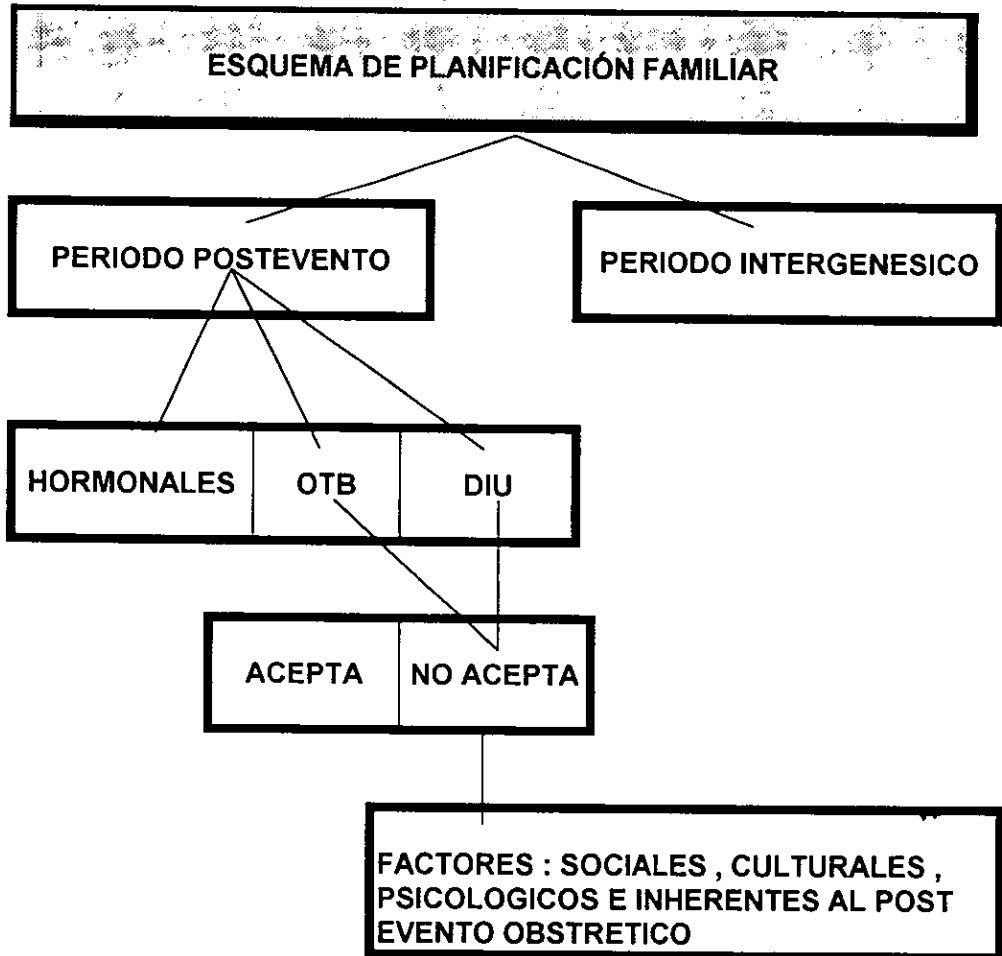 ESQUEMA DE PLANIFICACIÓN FAMILIAR
PERIODO POSTEVENTO
PERIODO INTERGENESICO
HORMONALES
OTB
DIU
ACEPTA
NO ACEPTA
FACTORES : SOCIALES , CULTURALES ,
PSICOLOGICOS E INHERENTES AL POST
EVENTO OBSTRETICO